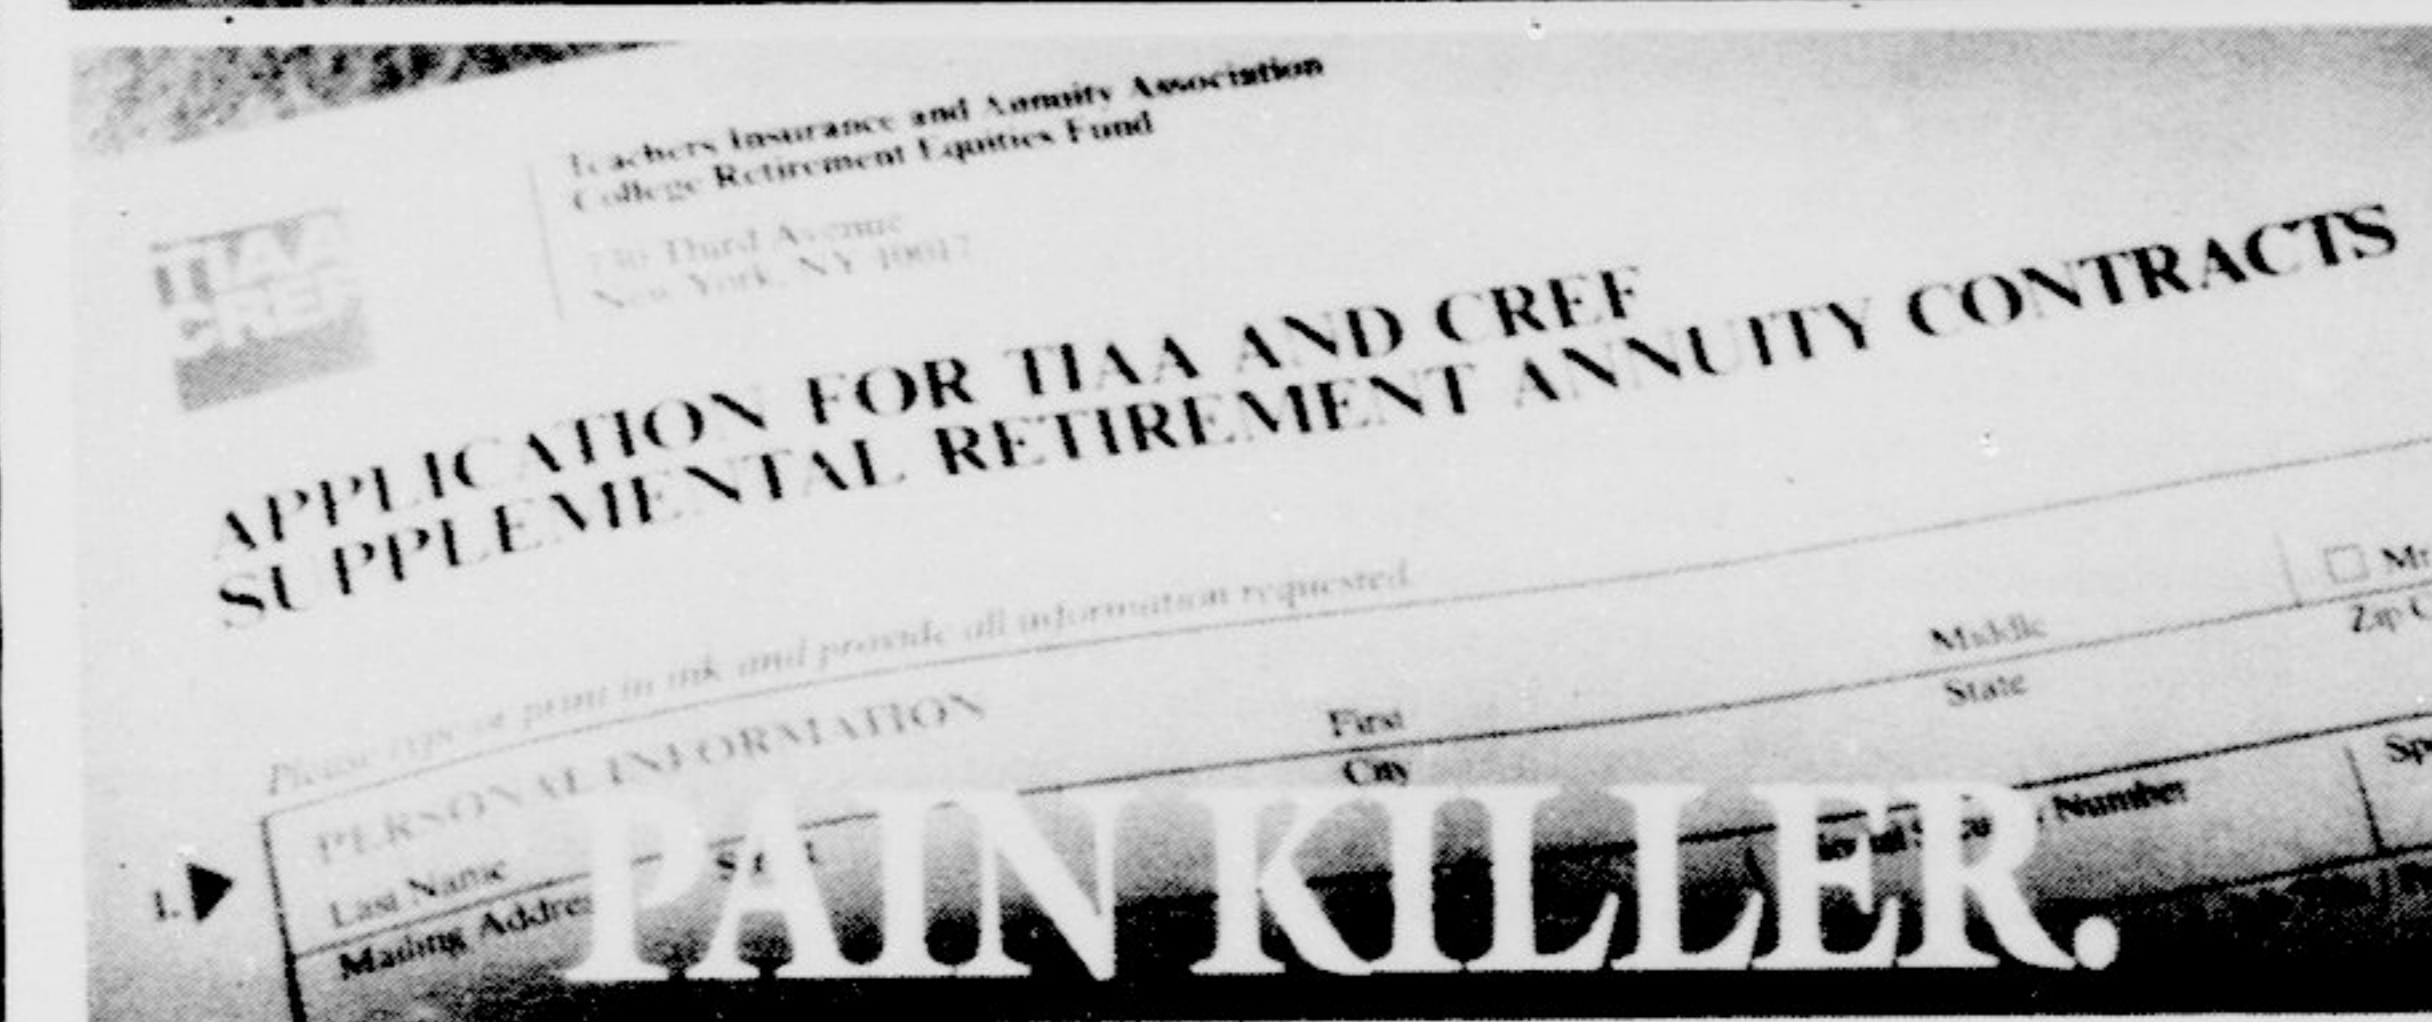 Teachers Insurance and Annuity Association
College Retirement Equities Fund
730 Third Avenue
New York, NY 10017
TIAA
CREF
APPLICATION FOR TIAA AND CREF
SUPPLEMENTAL RETIREMENT ANNUITY CONTRACTS
Please type or print in ink and provide all information requested.
PERSONAL INFORMATION
1.
Last Name First Middle
Mailing Address City State Zip
Number
PAIN KILLER.